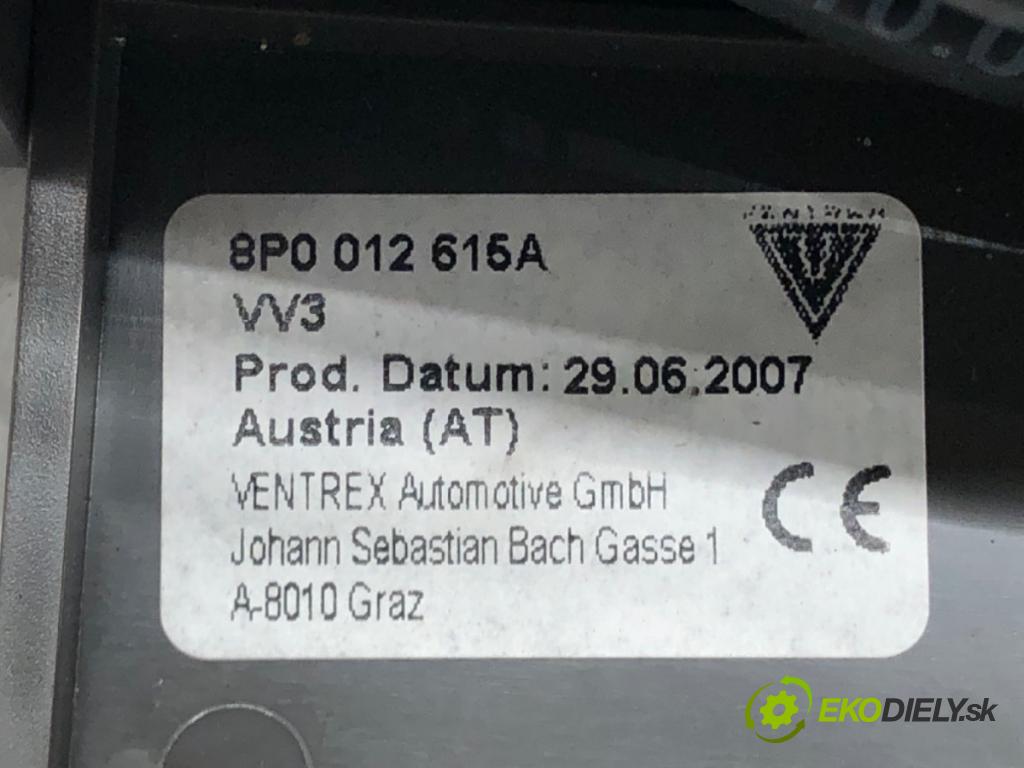 8P0 012 615A
VV3
Prod. Datum: 29.06.2007
Austria (AT)
VENTREX Automotive GmbH
Johann Sebastian Bach Gasse 1
A-8010 Graz
CE
EKODIELY.sk